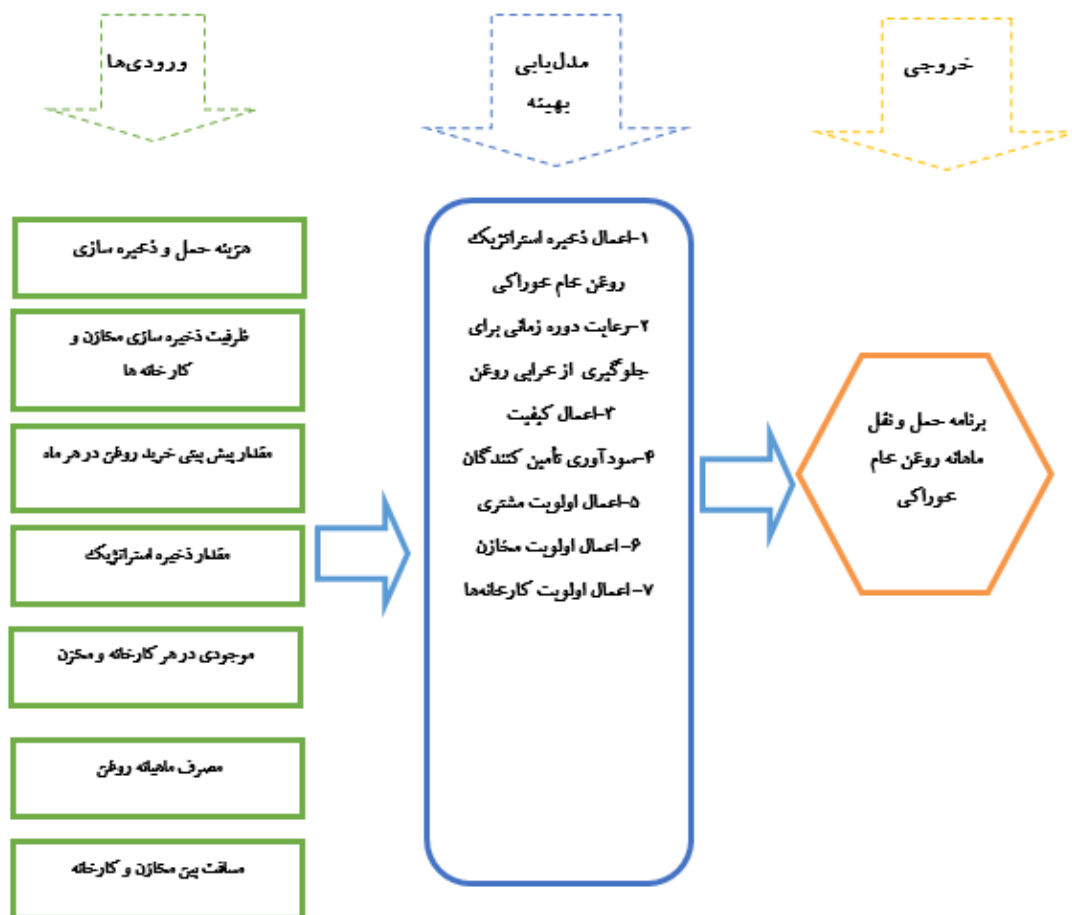 ورودی‌ها
مدل‌یابی
بهینه
خروجی
هزینه حمل و ذخیره سازی
ظرفیت ذخیره سازی مخازن و
کارخانه ها
مقدار پیش بینی خرید روغن در هر ماه
مقدار ذخیره استراتژیک
موجودی در هر کارخانه و مخزن
مصرف ماهیانه روغن
مسافت بین مخازن و کارخانه
۱-اعمال ذخیره استراتژیک
روغن خام خوراکی
۲-رعایت دوره زمانی برای
جلوگیری از خرابی روغن
۳-اعمال کیفیت
۴-سودآوری تأمین کنندگان
۵-اعمال اولویت مشتری
۶- اعمال اولویت مخازن
۷- اعمال اولویت کارخانه‌ها
برنامه حمل و نقل
ماهانه روغن خام
خوراکی